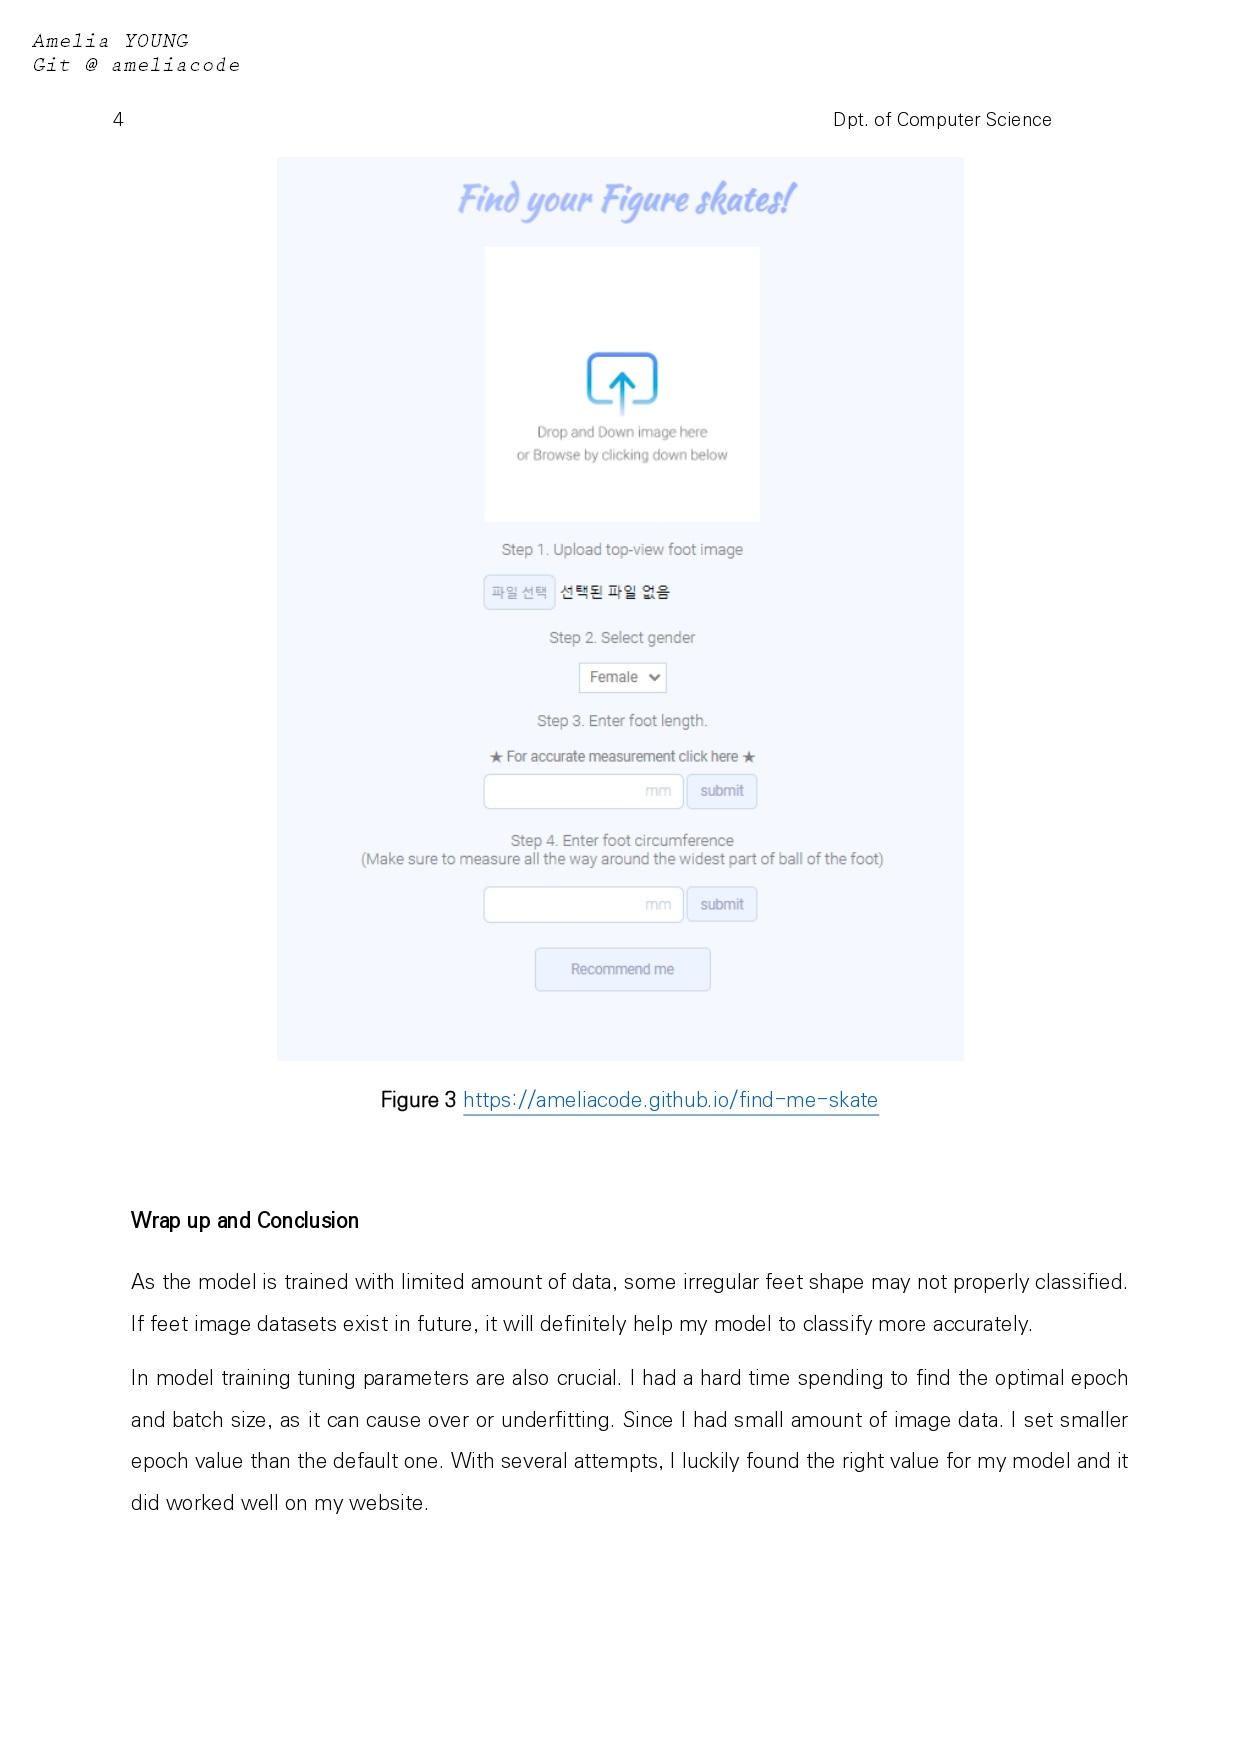 Amelia YOUNG
Git @ ameliacode
4
Dpt. of Computer Science
Find your Figure skates!
Drop and Down image here
or Browse by clicking down below
Step 1. Upload top-view foot image
파일 선택 선택된 파일 없음
Step 2. Select gender
Female
Step 3. Enter foot length.
★ For accurate measurement click here ★
mm submit
Step 4. Enter foot circumference
(Make sure to measure all the way around the widest part of ball of the foot)
mm submit
Recommend me
Figure 3 https://ameliacode.github.io/find-me-skate
Wrap up and Conclusion
As the model is trained with limited amount of data, some irregular feet shape may not properly classified.
If feet image datasets exist in future, it will definitely help my model to classify more accurately.
In model training tuning parameters are also crucial. I had a hard time spending to find the optimal epoch
and batch size, as it can cause over or underfitting. Since I had small amount of image data. I set smaller
epoch value than the default one. With several attempts, I luckily found the right value for my model and it
did worked well on my website.